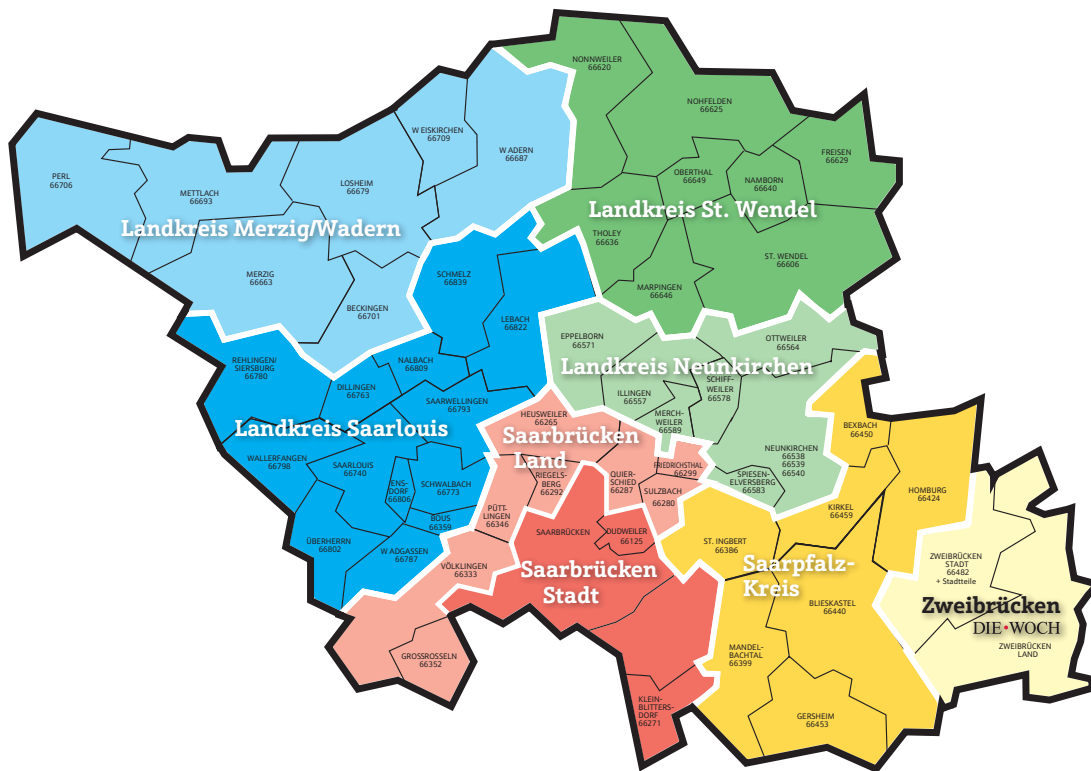 NONNWEILER
66620
NOHFELDEN
66625
FREISEN
66629
OBERTHAL
66649
NAMBORN
66640
Landkreis St. Wendel
THOLEY
66636
ST. WENDEL
66606
MARPINGEN
66646
W EISKIRCHEN
66709
W ADERN
66687
PERL
66706
METTLACH
66693
LOSHEIM
66679
Landkreis Merzig/Wadern
MERZIG
66663
BECKINGEN
66701
SCHMELZ
66839
LEBACH
66822
REHLINGEN/
SIERSBURG
66780
NALBACH
66809
DILLINGEN
66763
SAARWELLINGEN
66793
Landkreis Saarlouis
WALLERFANGEN
66798
SAARLOUIS
66740
ENS-
DORF
66806
SCHWALBACH
66773
BOUS
66359
ÜBERHERRN
66802
W ADGASSEN
66787
EPPELBORN
66571
OTTWEILER
66564
Landkreis Neunkirchen
ILLINGEN
66557
SCHIFF-
WEILER
66578
MERCH-
WEILER
66589
NEUNKIRCHEN
66538
66539
66540
SPIESEN-
ELVERSBERG
66583
HEUSWEILER
66265
Saarbrücken
Land
RIEGELS-
BERG
66292
QUIER-
SCHIED
66287
FRIEDRICHSTHAL
66299
SULZBACH
66280
PÜTT-
LINGEN
66346
VÖLKLINGEN
66333
GROSSROSSELN
66352
SAARBRÜCKEN
DUDWEILER
66125
Saarbrücken
Stadt
KLEIN-
BLITTERS-
DORF
66271
BEXBACH
66450
HOMBURG
66424
KIRKEL
66459
ST. INGBERT
66386
Saarpfalz-
Kreis
BLIESKASTEL
66440
MANDEL-
BACHTAL
66399
GERSHEIM
66453
ZWEIBRÜCKEN
STADT
66482
+ Stadtteile
Zweibrücken
DIE•WOCH
ZWEIBRÜCKEN
LAND